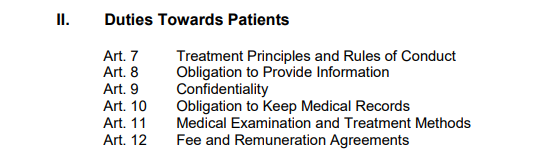 II. Duties Towards Patients
Art. 7 Treatment Principles and Rules of Conduct
Art. 8 Obligation to Provide Information
Art. 9 Confidentiality
Art. 10 Obligation to Keep Medical Records
Art. 11 Medical Examination and Treatment Methods
Art. 12 Fee and Remuneration Agreements